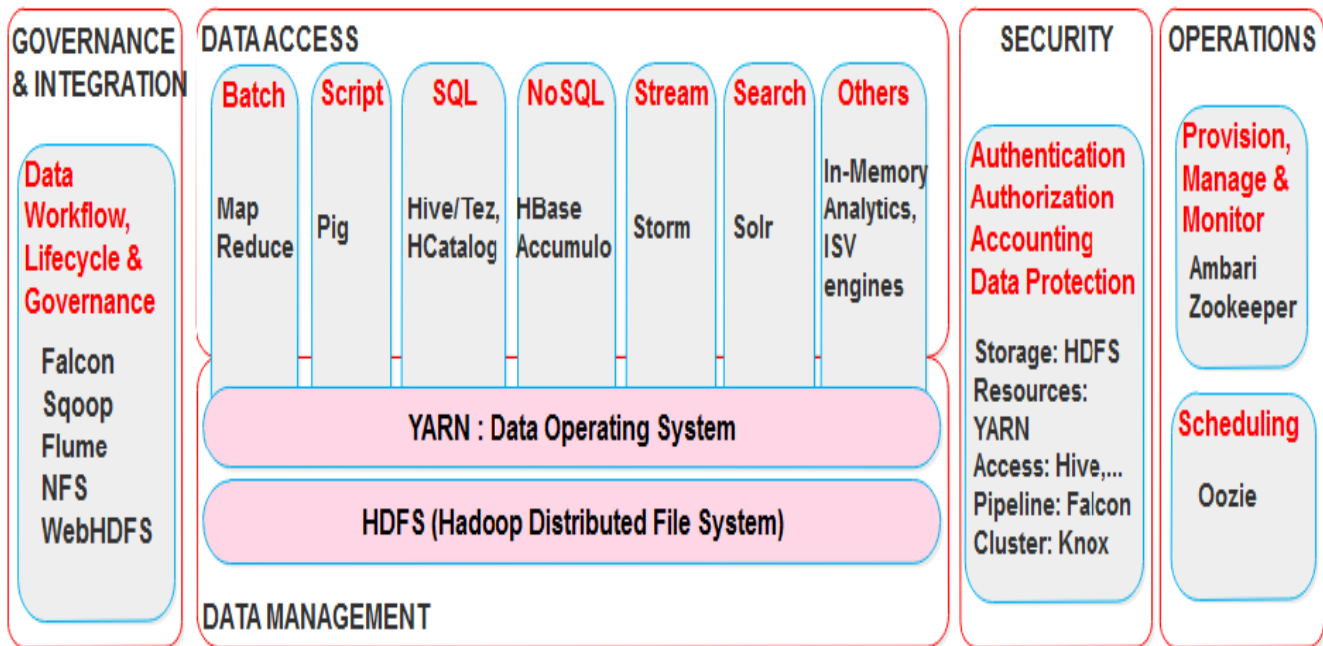 GOVERNANCE
& INTEGRATION
Data
Workflow,
Lifecycle &
Governance
Falcon
Sqoop
Flume
NFS
WebHDFS
DATA ACCESS
Batch
Map
Reduce
Script
Pig
SQL
Hive/Tez,
HCatalog
NoSQL
HBase
Accumulo
Stream
Storm
Search
Solr
Others
In-Memory
Analytics,
ISV
engines
YARN : Data Operating System
HDFS (Hadoop Distributed File System)
DATA MANAGEMENT
SECURITY
Authentication
Authorization
Accounting
Data Protection
Storage: HDFS
Resources:
YARN
Access: Hive,...
Pipeline: Falcon
Cluster: Knox
OPERATIONS
Provision,
Manage &
Monitor
Ambari
Zookeeper
Scheduling
Oozie